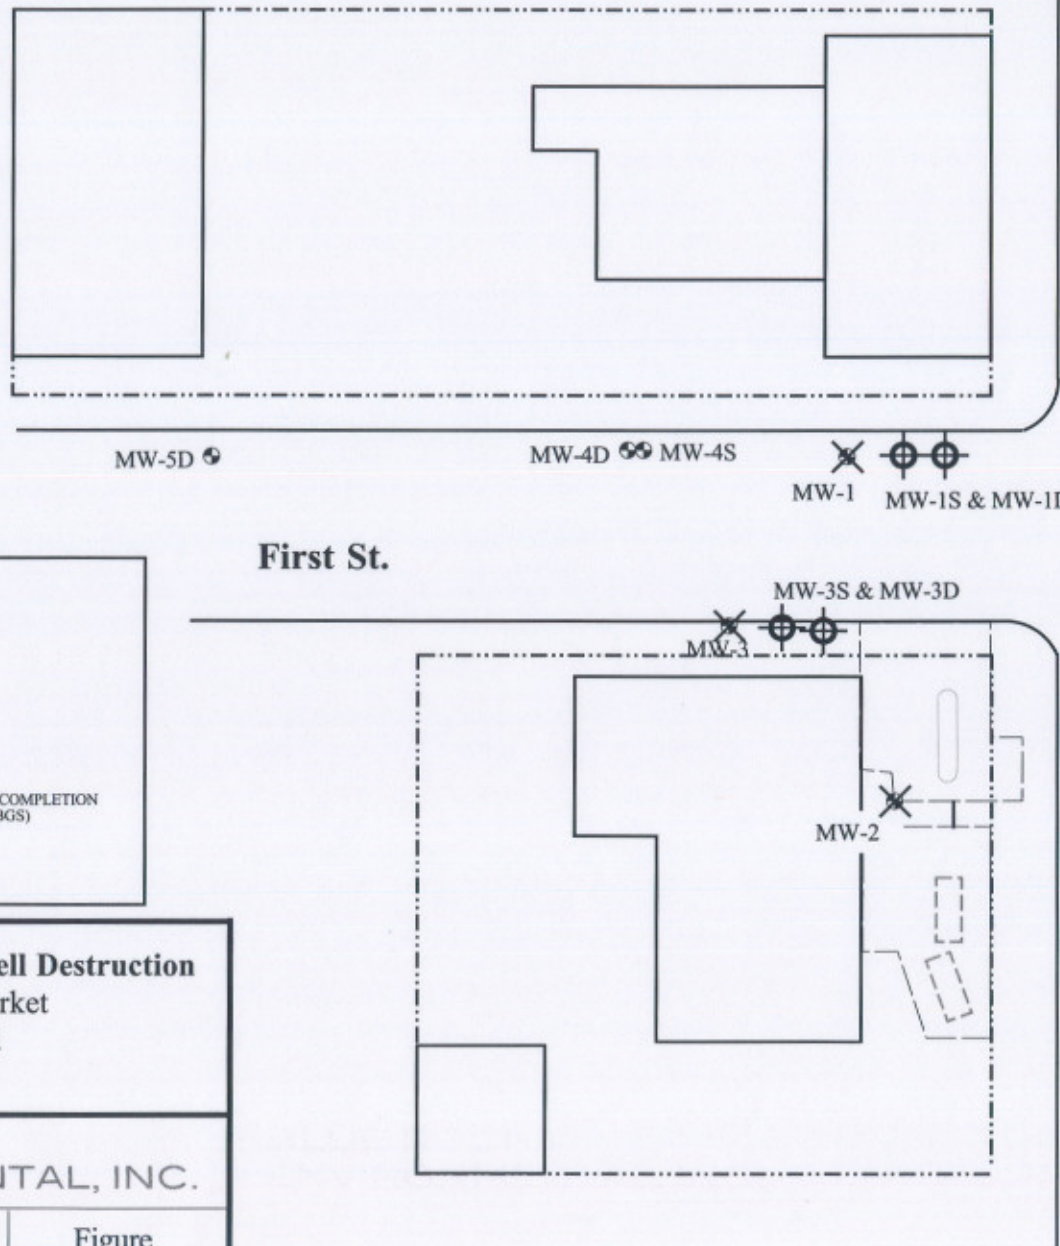 MW-5D
MW-4D
MW-4S
MW-1
MW-1S & MW-1D
First St.
MW-3S & MW-3D
MW-3
COMPLETION
BGS)
MW-2
ell Destruction
rket
NTAL, INC.
Figure